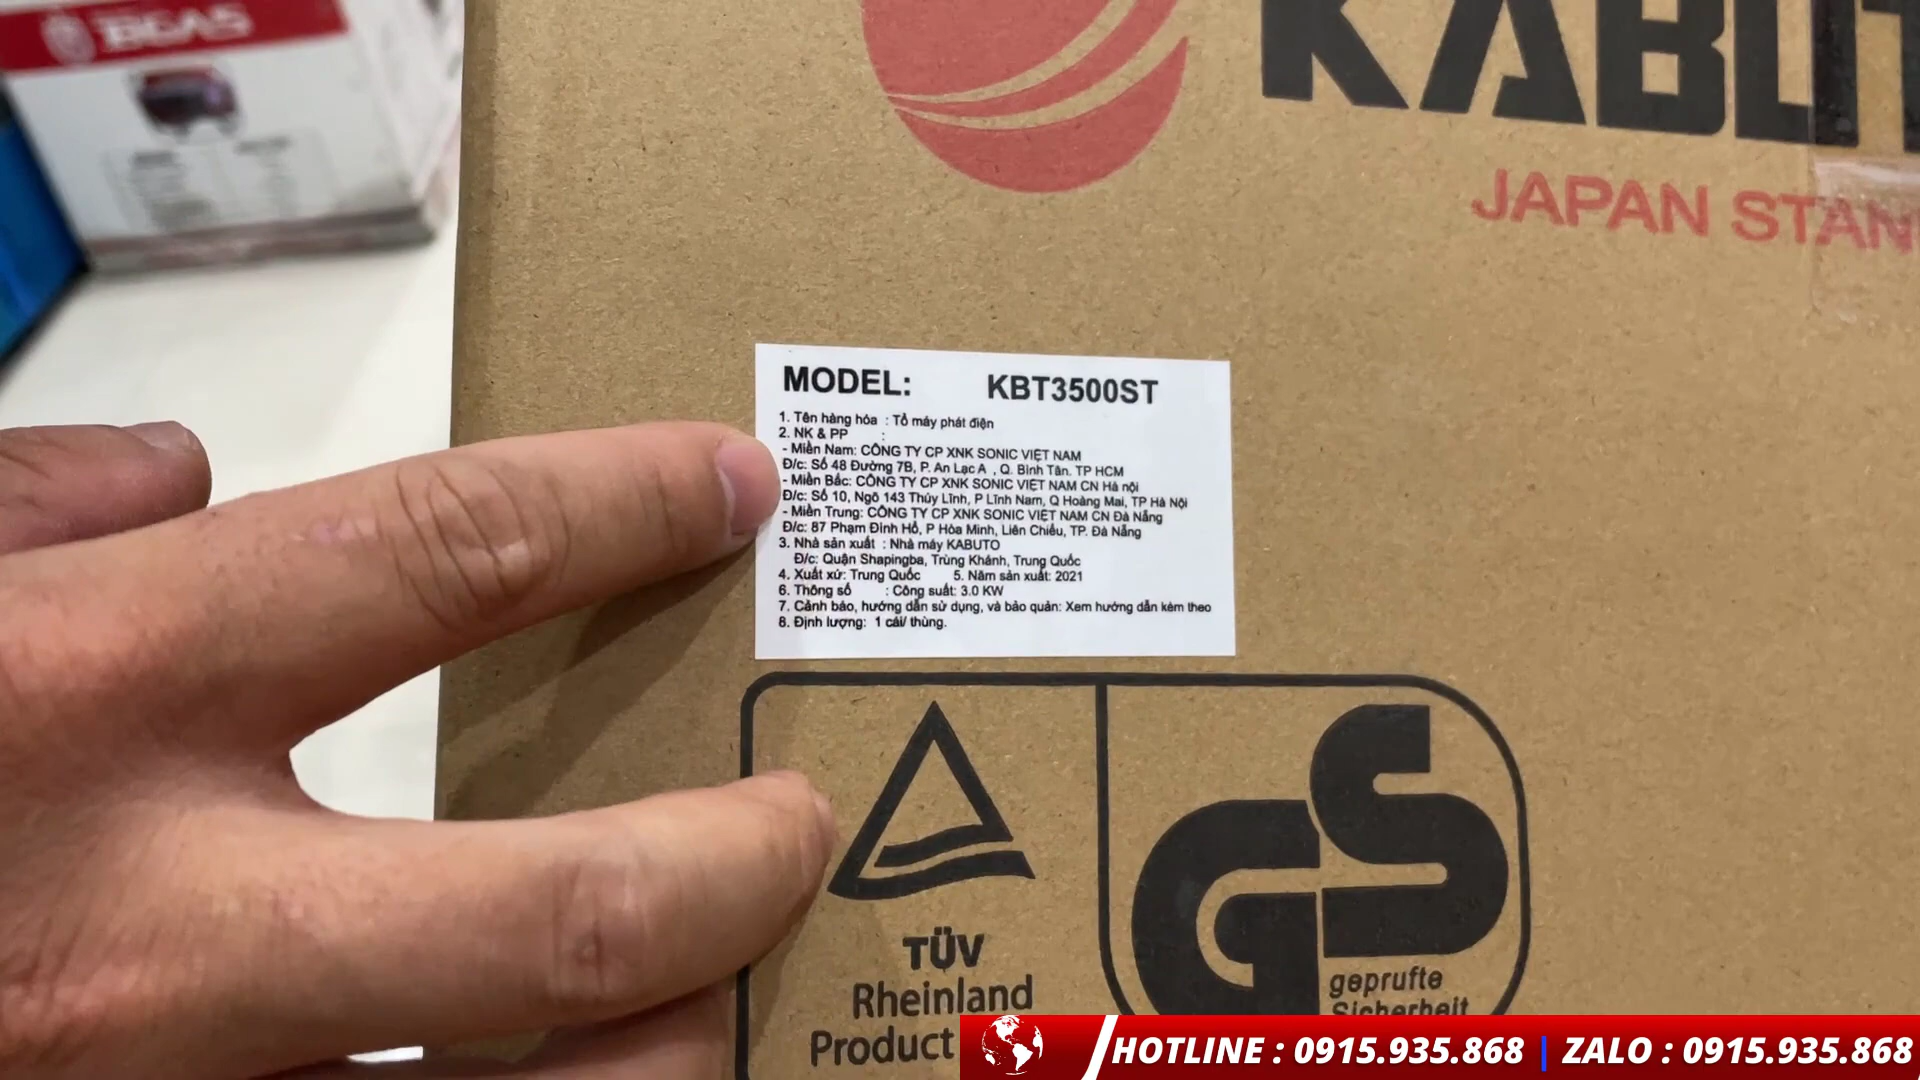 KABUT
JAPAN STAN
MODEL: KBT3500ST
1. Tên hàng hóa : Tổ máy phát điện
2. NK & PP :
- Miền Nam: CÔNG TY CP XNK SONIC VIỆT NAM
Đ/c: Số 48 Đường 7B, P. An Lạc A , Q. Bình Tân. TP HCM
- Miền Bắc: CÔNG TY CP XNK SONIC VIỆT NAM CN Hà nội
Đ/c: Số 10, Ngõ 143 Thúy Lĩnh, P Lĩnh Nam, Q Hoàng Mai, TP Hà Nội
- Miền Trung: CÔNG TY CP XNK SONIC VIỆT NAM CN Đà Nẵng
Đ/c: 87 Phạm Đình Hổ, P Hòa Minh, Liên Chiểu, TP. Đà Nẵng
3. Nhà sản xuất : Nhà máy KABUTO
Đ/c: Quận Shapingba, Trùng Khánh, Trung Quốc
4. Xuất xứ: Trung Quốc 5. Năm sản xuất: 2021
6. Thông số : Công suất: 3.0 KW
7. Cảnh báo, hướng dẫn sử dụng, và bảo quản: Xem hướng dẫn kèm theo
8. Định lượng: 1 cái/ thùng.
TÜV
Rheinland
Product
GS
geprufte
Sicherheit
HOTLINE : 0915.935.868 | ZALO : 0915.935.868